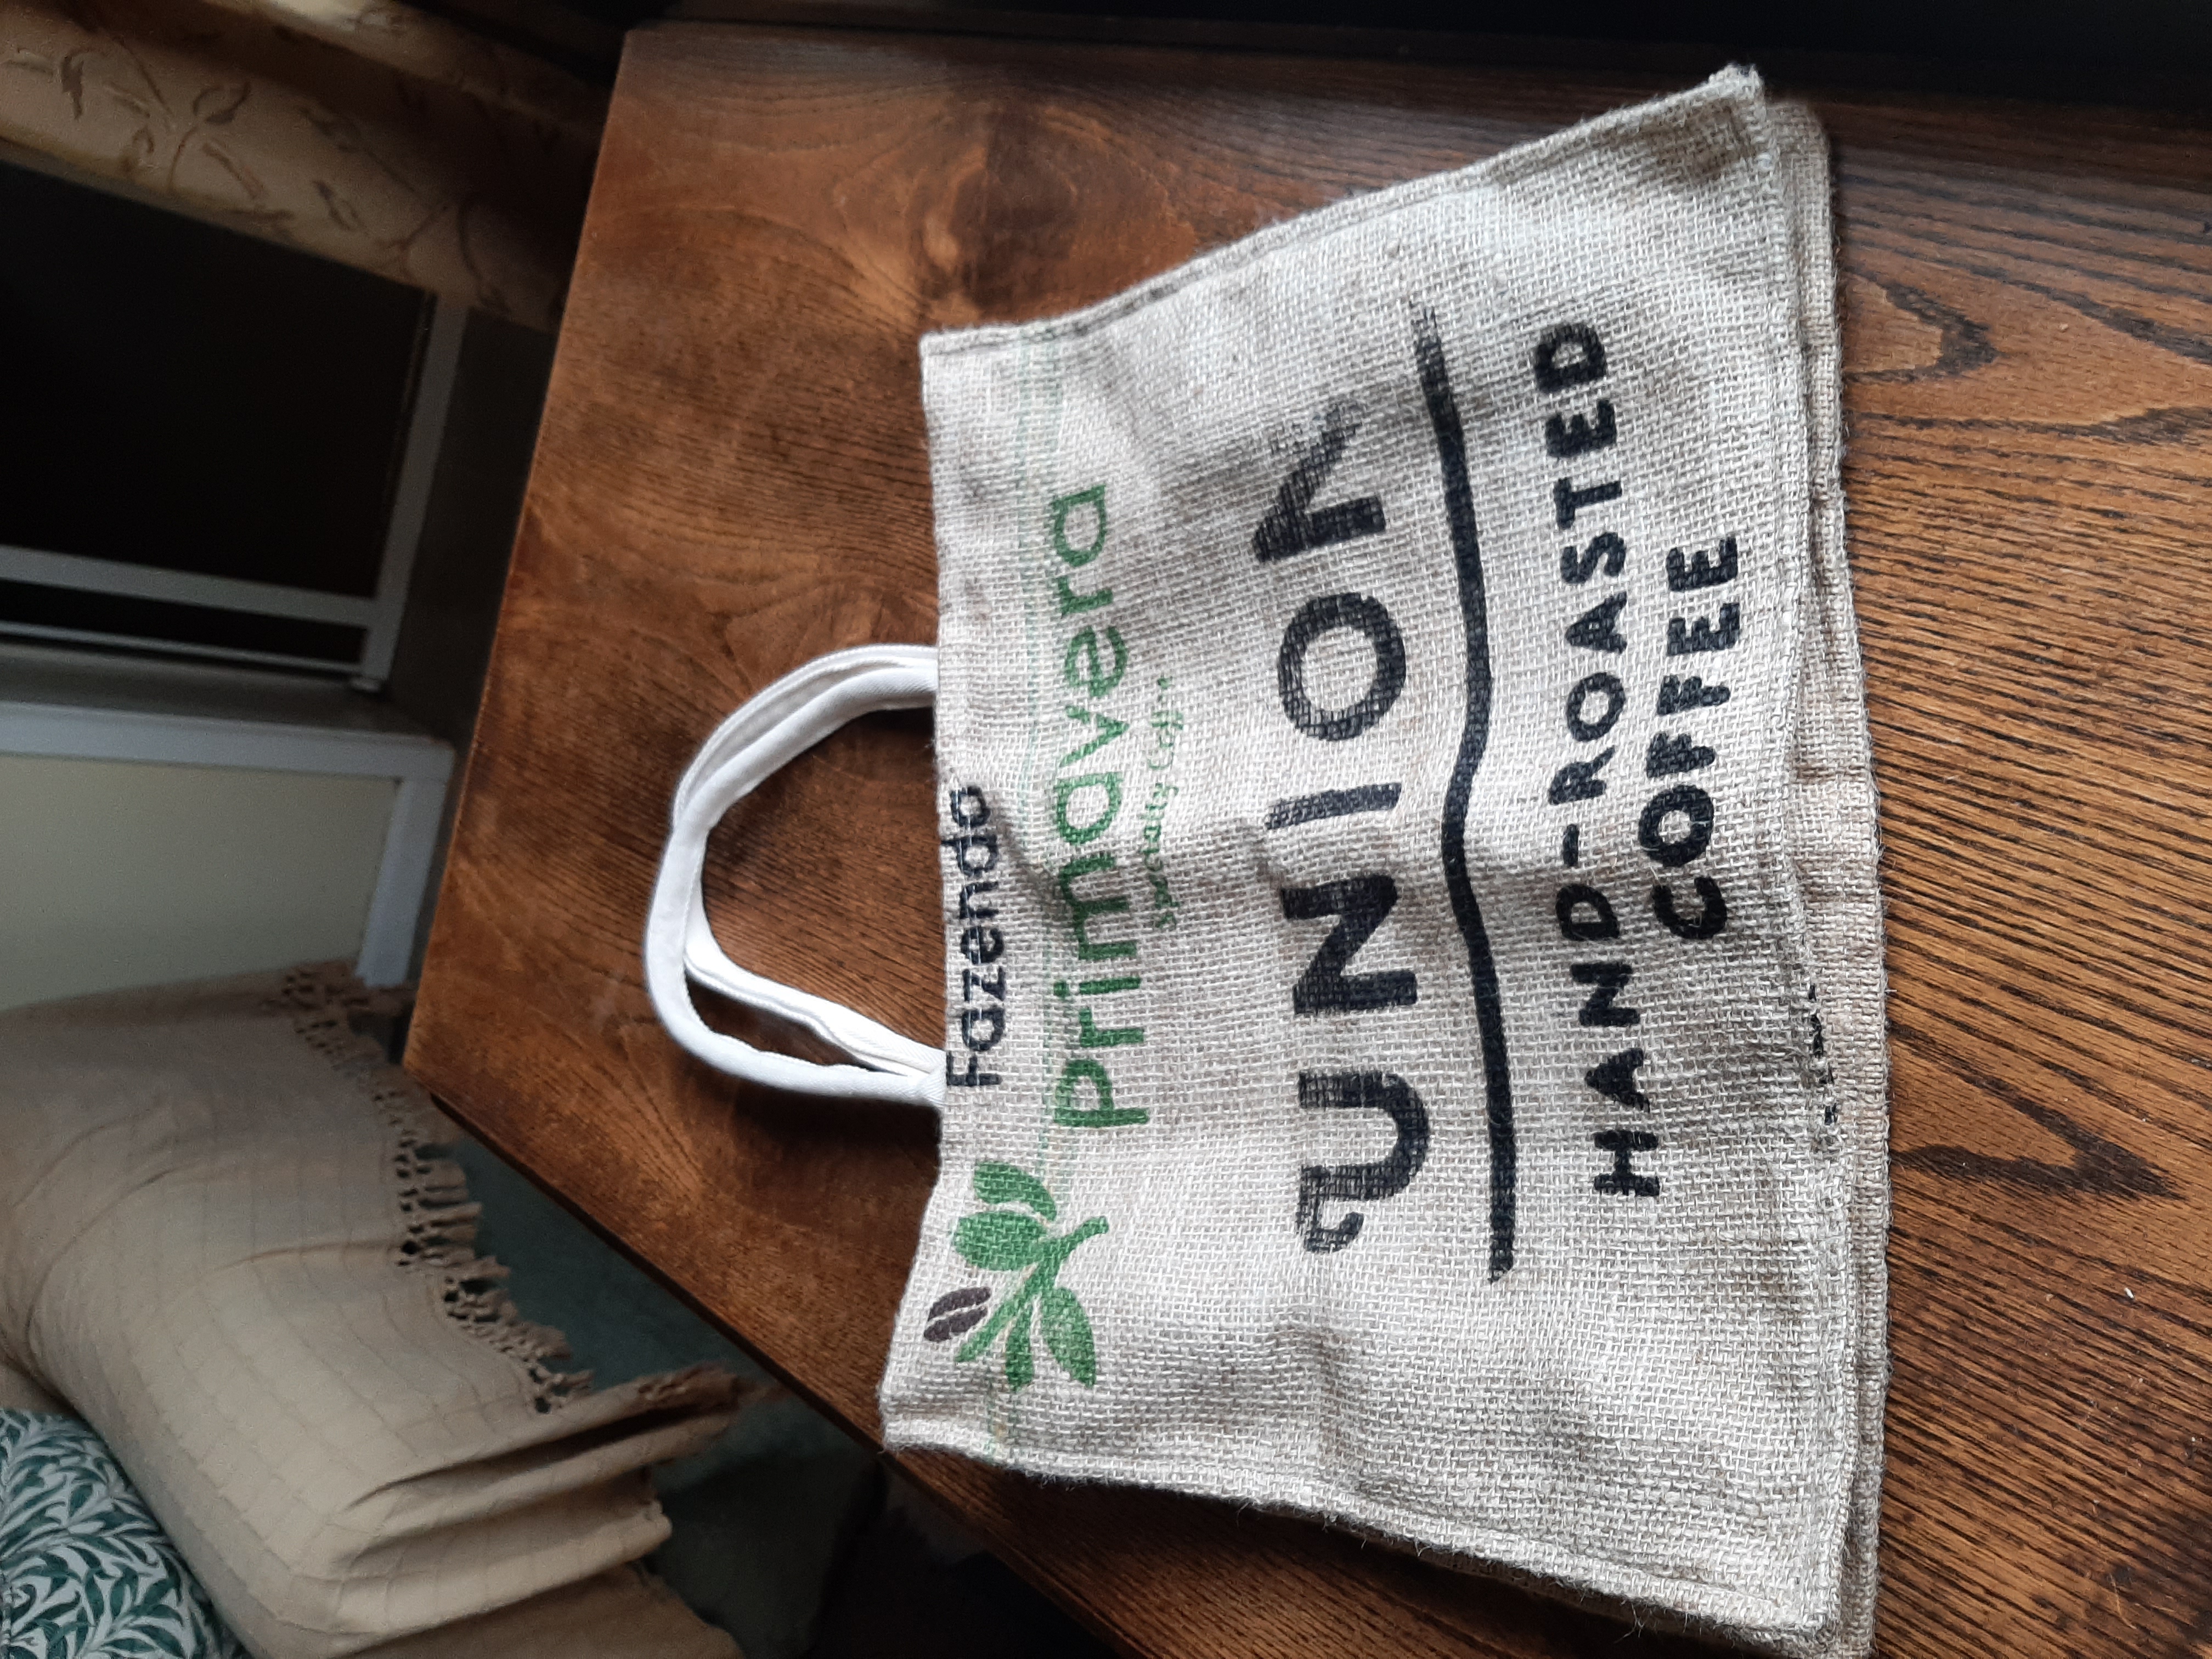 Fazenda
primavera
Specialty Coffee
UNION
HAND-ROASTED
COFFEE